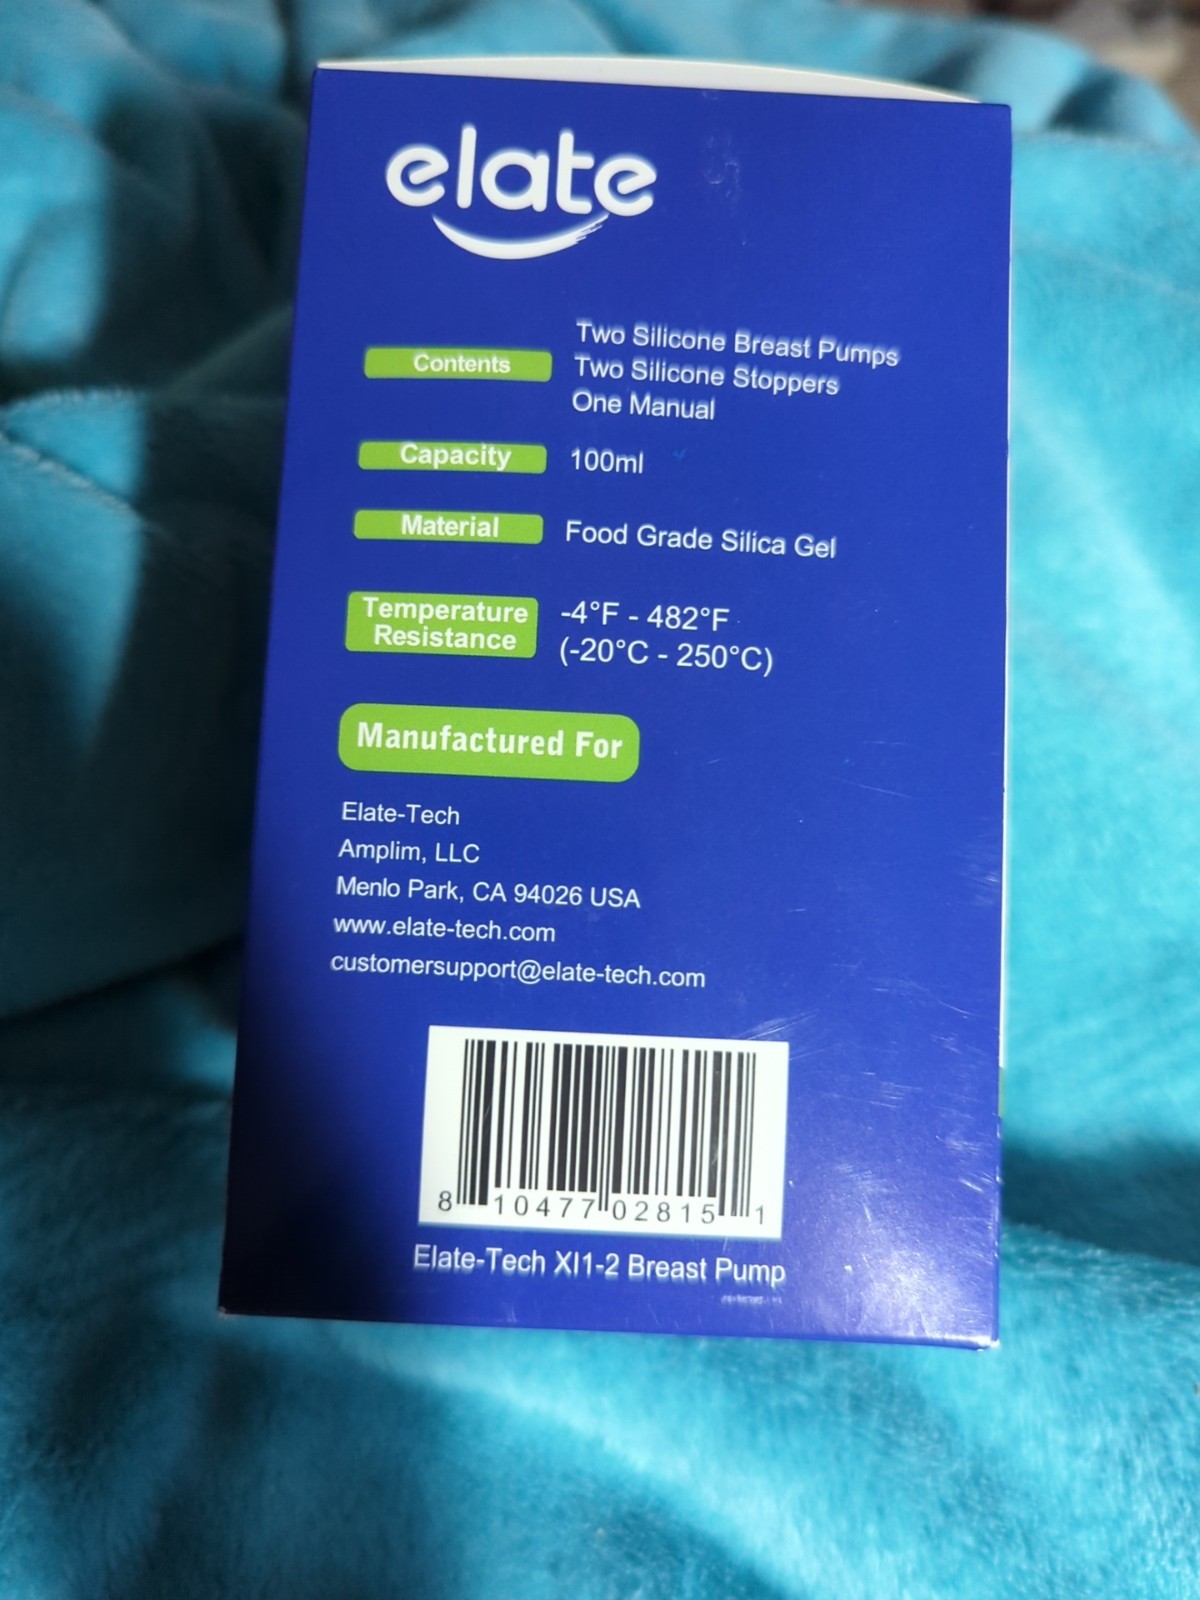 elate
Contents
Two Silicone Breast Pumps
Two Silicone Stoppers
One Manual
Capacity
100ml
Material
Food Grade Silica Gel
Temperature
Resistance
-4°F - 482°F
(-20°C - 250°C)
Manufactured For
Elate-Tech
Amplim, LLC
Menlo Park, CA 94026 USA
www.elate-tech.com
customersupport@elate-tech.com
8 10477 02815 1
Elate-Tech XI1-2 Breast Pump